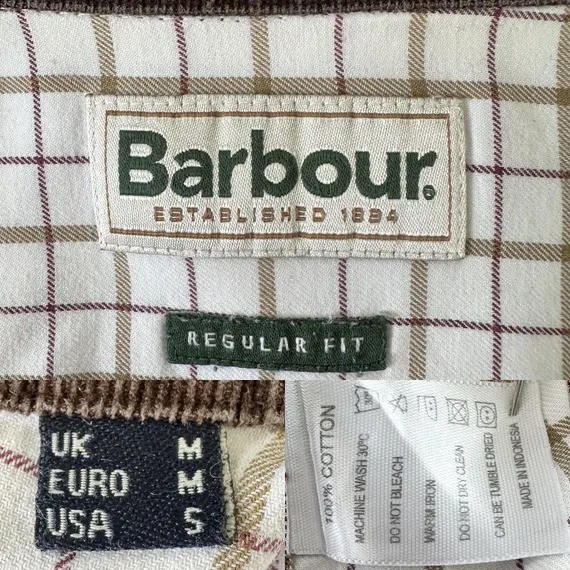 Barbour®
ESTABLISHED 1894
REGULAR FIT
UK M
EURO M
USA S
100% COTTON
MACHINE WASH 30°C
DO NOT BLEACH
WARM IRON
DO NOT DRY CLEAN
CAN BE TUMBLE DRIED
MADE IN INDONESIA